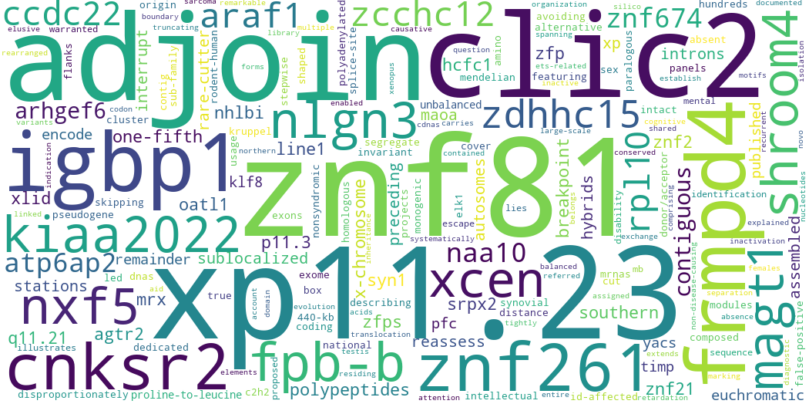 origin sarcoma remarkable organization silico documented
ccdc22 boundary araf1 zcchc12 avoiding znf674 hundreds
elusive warranted truncating library multiple causative spanning alternative absent
adjoin clic2
rearranged flanks interrupt contig sub-family rare-cutter rodent-human shaped stepwise splice-site polyadenylated
question hcfc1 amino mendelian zfp xp sex paralogous introns panels establish motifs isolation
ets-related featuring inactive
arhgef6 codon nhlbi forms xenopus unbalanced zdhhc15 intact mental
variants cluster kruppel nlgn3 enabled maoa znf2 cognitive recurrent
encode one-fifth line1 cdnas carries large-scale shared published shroom4
igbp1 usage northern invariant cover conserved
indication klf8 segregate preceding projects monogenic autosomes breakpoint hybrids rpl10 donor/acceptor identification
xlid skipping oatl1 znf81 contained lies disability comprising novo
linked pseudogene exons nonsyndromic homologous escape elk1 exchange explained nucleotides
kiaa2022 p11.3 x-chromosome inheritance systematically inactivation
atp6ap2 remainder sublocalized naa10 balanced mrnas mb contiguous females assembled
stations led dnas exome describing syn1 xcen referred cut separation
nxf5 mrx true box xp11.23 srpx2 synovial southern assigned frmpd4 modules magt1
aid account domain evolution zfps distance yacs non-disease-causing absence
q11.21 agtr2 440-kb acids pfc tightly reassess timp composed diagnostic false-positive
illustrates dedicated coding translocation national sequence
cnksr2 elements proposed fpb-b testis znf261 extends znf21 marking
c2h2 residing polypeptides euchromatic
disproportionately proline-to-leucine attention intellectual entire id-affected retardation